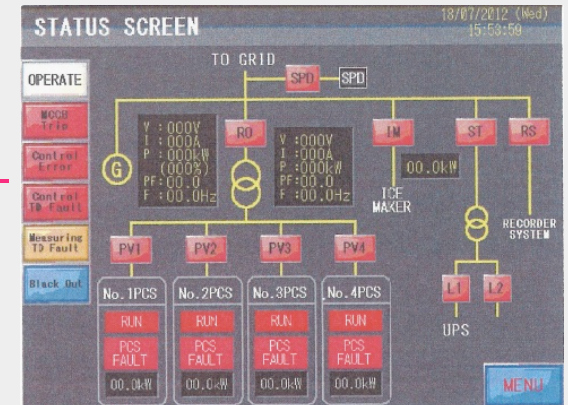 STATUS SCREEN
18/07/2012 (Wed)
15:53:59
TO GRID
SPD
SPD
OPERATE
MCCB
Trip
Control
Error
Control
TD Fault
Measuring
TD Fault
Black Out
G
V :000V
I :000A
P :000kW
(000%)
PF:00.0
F :00.0Hz
RO
V :000V
I :000A
P :000kW
PF:00.0
F :00.0Hz
IM
ST
RS
00.0kW
ICE
MAKER
RECORDER
SYSTEM
PV1
PV2
PV3
PV4
L1
L2
UPS
No.1PCS
No.2PCS
No.3PCS
No.4PCS
RUN
RUN
RUN
RUN
PCS
FAULT
PCS
FAULT
PCS
FAULT
PCS
FAULT
00.0kW
00.0kW
00.0kW
00.0kW
MENU